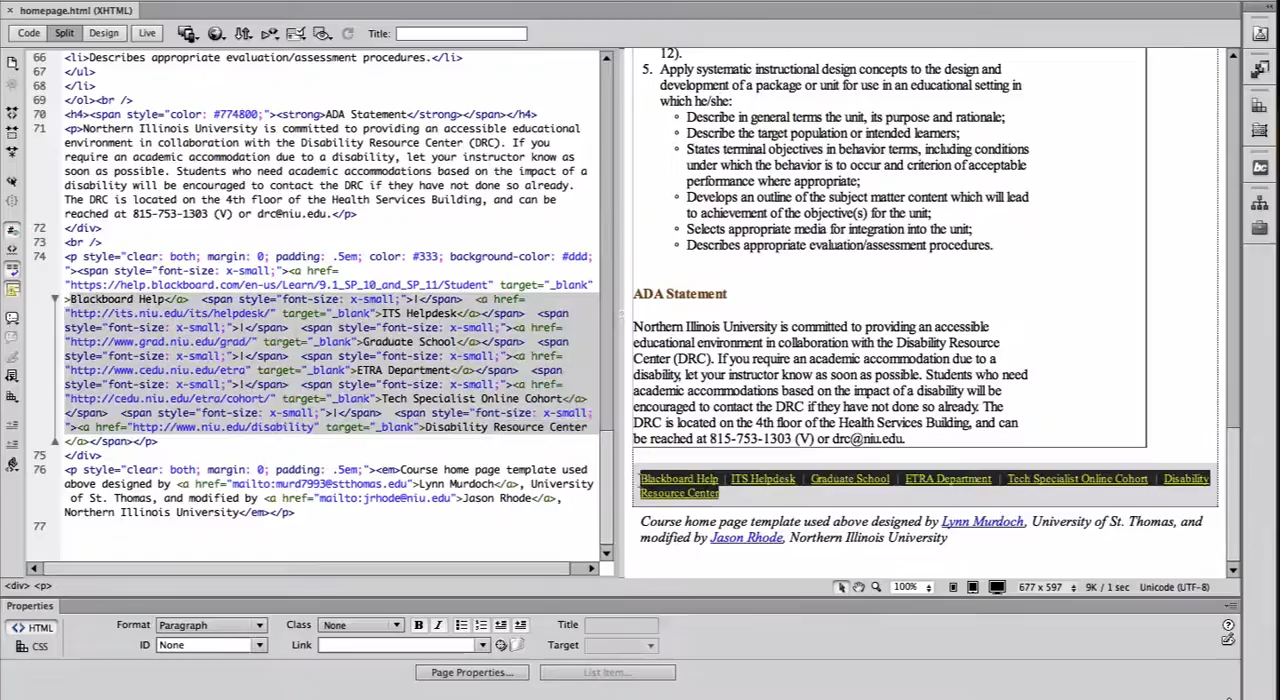 homepage.html (XHTML)
Code Split Design Live Title:
66 <li>Describes appropriate evaluation/assessment procedures.</li>
67 </ul>
68 </li>
69 </ol><br />
70 <h4><span style="color: #774800;"><strong>ADA Statement</strong></span></h4>
71 <p>Northern Illinois University is committed to providing an accessible educational
environment in collaboration with the Disability Resource Center (DRC). If you
require an academic accommodation due to a disability, let your instructor know as
soon as possible. Students who need academic accommodations based on the impact of a
disability will be encouraged to contact the DRC if they have not done so already.
The DRC is located on the 4th floor of the Health Services Building, and can be
reached at 815-753-1303 (V) or drc@niu.edu.</p>
72 </div>
73 <br />
74 <p style="clear: both; margin: 0; padding: .5em; color: #333; background-color: #ddd;
"><span style="font-size: x-small;"><a href=
"https://help.blackboard.com/en-us/Learn/9.1_SP_10_and_SP_11/Student" target="_blank"
>Blackboard Help</a>  <span style="font-size: x-small;">|</span>  <a href=
"http://its.niu.edu/its/helpdesk/" target="_blank">ITS Helpdesk</a></span>  <span
style="font-size: x-small;">|</span>  <span style="font-size: x-small;"><a href=
"http://www.grad.niu.edu/grad/" target="_blank">Graduate School</a></span>  <span
style="font-size: x-small;">|</span>  <span style="font-size: x-small;"><a href=
"http://www.cedu.niu.edu/etra" target="_blank">ETRA Department</a></span>  <span
style="font-size: x-small;">|</span>  <span style="font-size: x-small;"><a href=
"http://cedu.niu.edu/etra/cohort/" target="_blank">Tech Specialist Online Cohort</a>
</span>  <span style="font-size: x-small;">|</span>  <span style="font-size: x-small;
"><a href="http://www.niu.edu/disability" target="_blank">Disability Resource Center
</a></span></p>
75 </div>
76 <p style="clear: both; margin: 0; padding: .5em;"><em>Course home page template used
above designed by <a href="mailto:murd7993@stthomas.edu">Lynn Murdoch</a>, University
of St. Thomas, and modified by <a href="mailto:jrhode@niu.edu">Jason Rhode</a>,
Northern Illinois University</em></p>
77
12).
5. Apply systematic instructional design concepts to the design and
development of a package or unit for use in an educational setting in
which he/she:
Describe in general terms the unit, its purpose and rationale;
Describe the target population or intended learners;
States terminal objectives in behavior terms, including conditions
under which the behavior is to occur and criterion of acceptable
performance where appropriate;
Develops an outline of the subject matter content which will lead
to achievement of the objective(s) for the unit;
Selects appropriate media for integration into the unit;
Describes appropriate evaluation/assessment procedures.
ADA Statement
Northern Illinois University is committed to providing an accessible
educational environment in collaboration with the Disability Resource
Center (DRC). If you require an academic accommodation due to a
disability, let your instructor know as soon as possible. Students who need
academic accommodations based on the impact of a disability will be
encouraged to contact the DRC if they have not done so already. The
DRC is located on the 4th floor of the Health Services Building, and can
be reached at 815-753-1303 (V) or drc@niu.edu.
Blackboard Help | ITS Helpdesk | Graduate School | ETRA Department | Tech Specialist Online Cohort | Disability
Resource Center
Course home page template used above designed by Lynn Murdoch, University of St. Thomas, and
modified by Jason Rhode, Northern Illinois University
<div> <p>
100% 677 x 597 9K / 1 sec Unicode (UTF-8)
Properties
<> HTML Format Paragraph Class None B I Title
CSS ID None Link Target
Page Properties... List Item...
bc